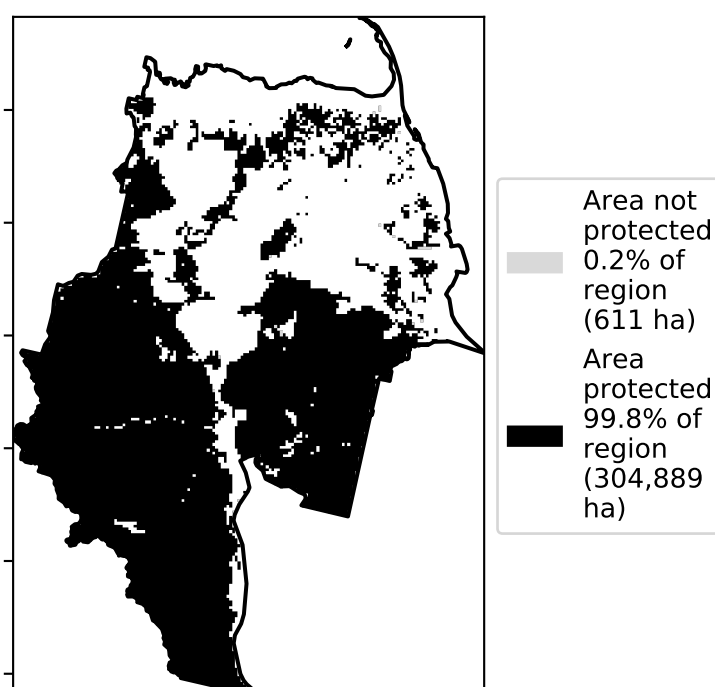 Area not
protected
0.2% of
region
(611 ha)
Area
protected
99.8% of
region
(304,889
ha)